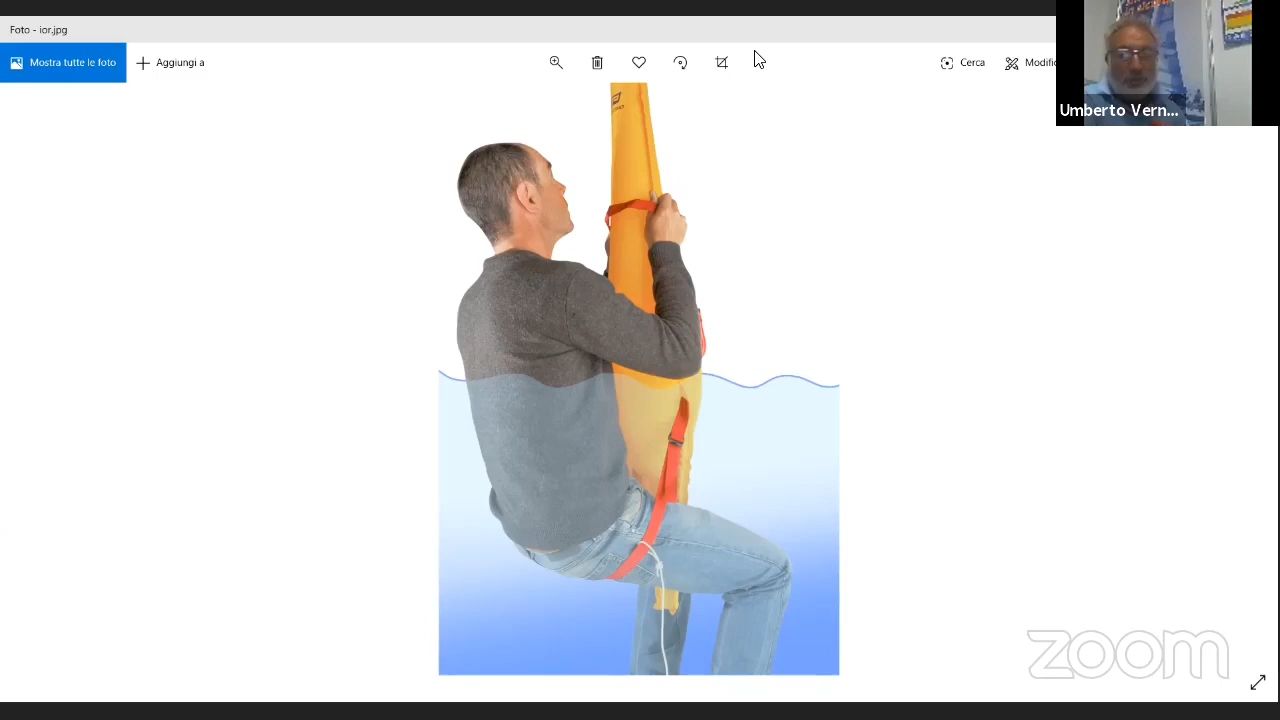 Foto - ior.jpg
Mostra tutte le foto
Aggiungi a
Cerca
Modific
Umberto Vern...
zoom